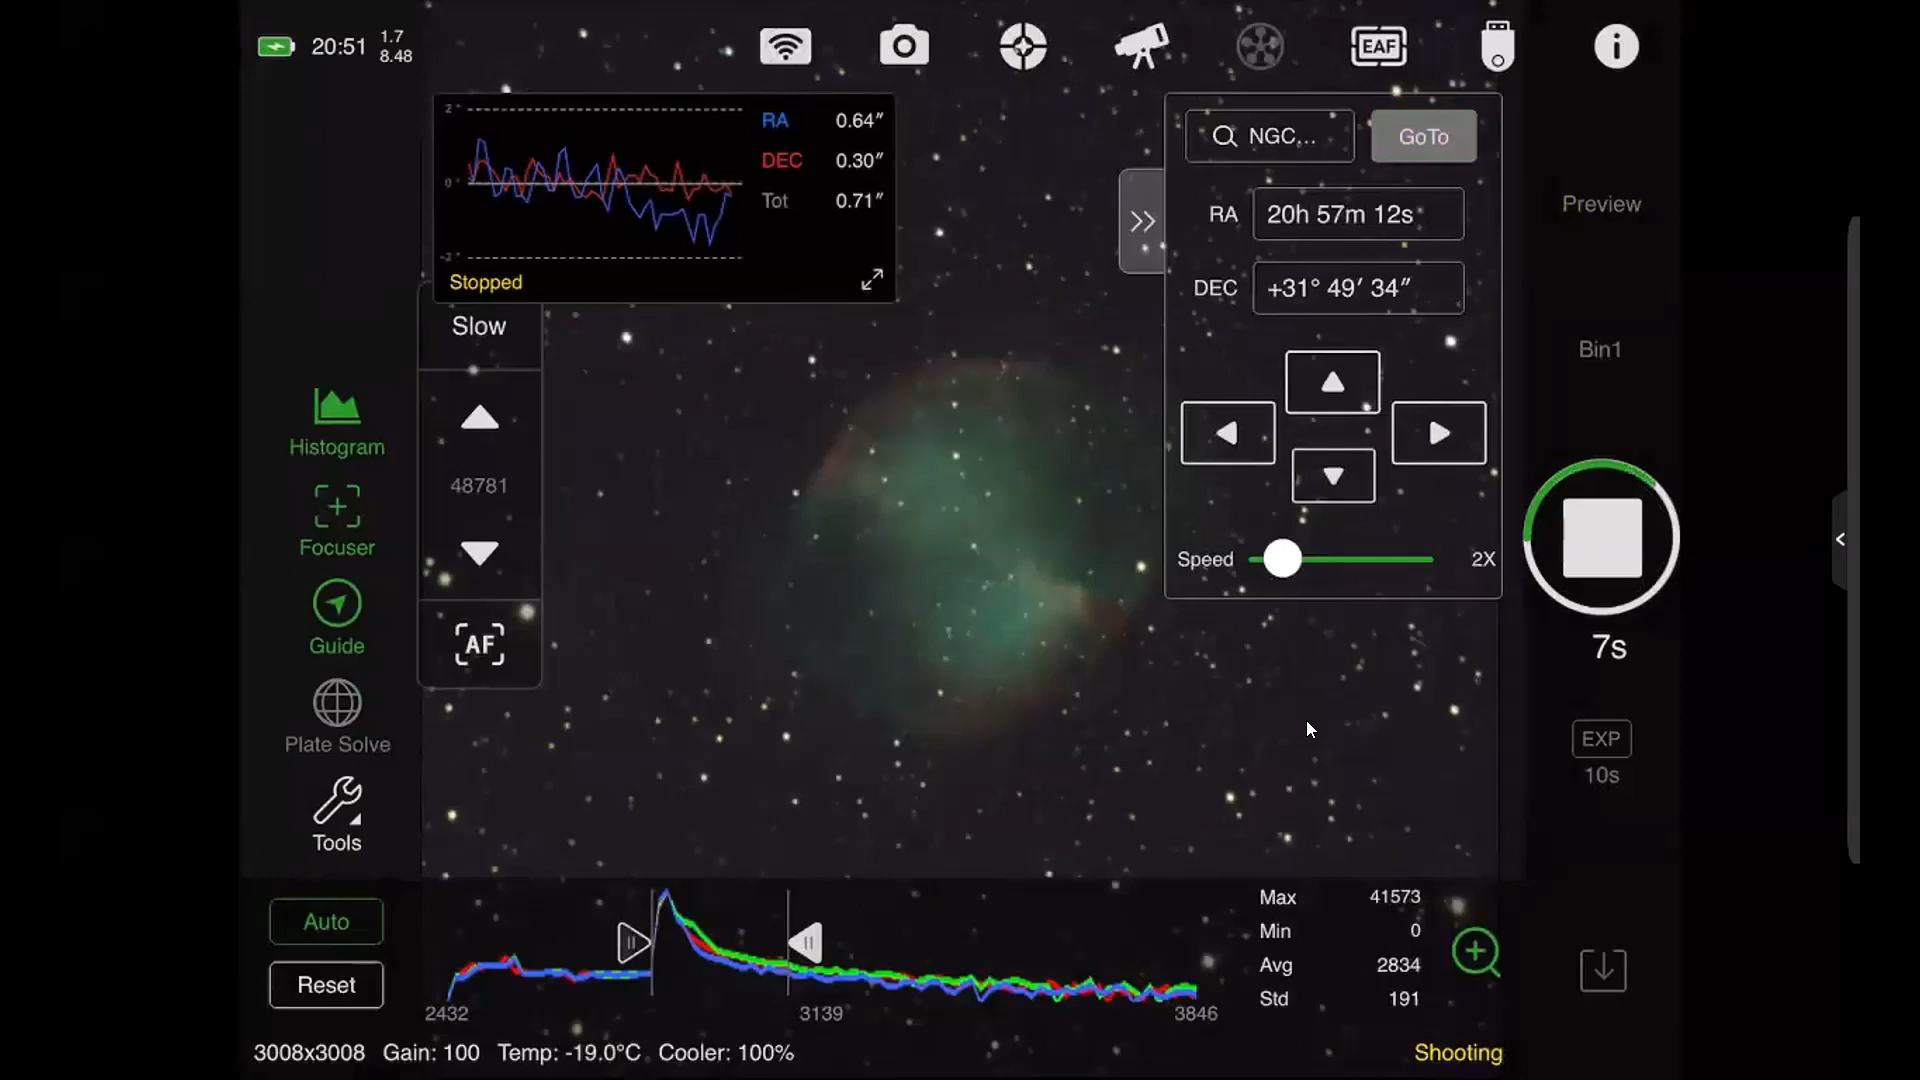 20:51
1.7
8.48
EAF
2"
0"
-2"
RA 0.64″
DEC 0.30″
Tot 0.71″
Stopped
NGC...
GoTo
RA 20h 57m 12s
DEC +31° 49′ 34″
Speed 2X
Slow
48781
AF
Histogram
Focuser
Guide
Plate Solve
Tools
Preview
Bin1
7s
EXP
10s
Auto
Reset
2432
3139
3846
Max 41573
Min 0
Avg 2834
Std 191
3008x3008 Gain: 100 Temp: -19.0°C Cooler: 100%
Shooting